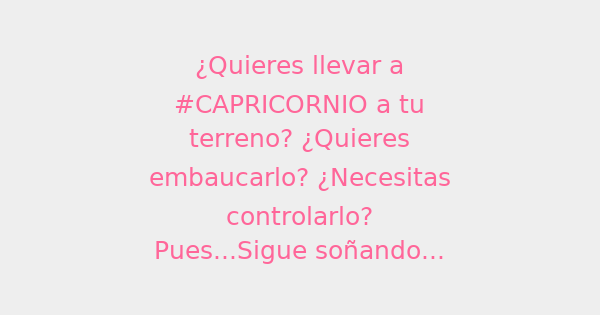 ¿Quieres llevar a
#CAPRICORNIO a tu
terreno? ¿Quieres
embaucarlo? ¿Necesitas
controlarlo?
Pues...Sigue soñando...